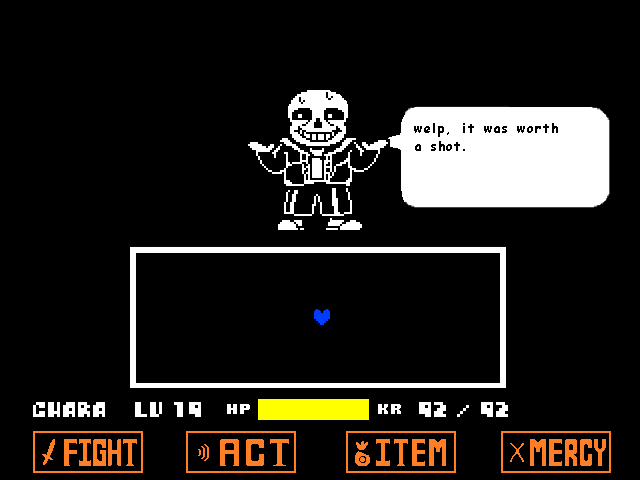 welp, it was worth
a shot.
CHARA LV 19 HP KR 92 / 92
FIGHT ACT ITEM MERCY